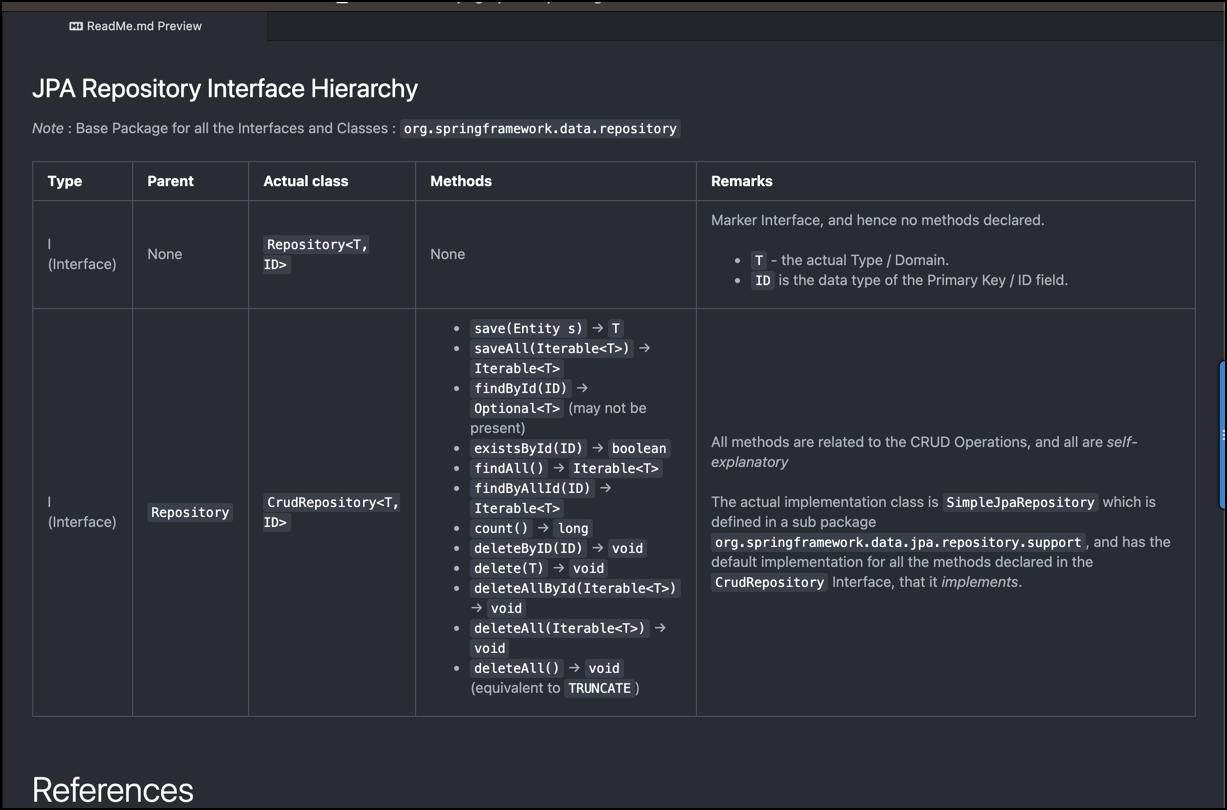 ReadMe.md Preview
JPA Repository Interface Hierarchy
Note : Base Package for all the Interfaces and Classes : org.springframework.data.repository
Type Parent Actual class Methods Remarks
I
(Interface)
None
Repository<T,
ID>
None
Marker Interface, and hence no methods declared.
• T - the actual Type / Domain.
• ID is the data type of the Primary Key / ID field.
I
(Interface)
Repository
CrudRepository<T,
ID>
• save(Entity s) → T
• saveAll(Iterable<T>) →
Iterable<T>
• findById(ID) →
Optional<T> (may not be
present)
• existsById(ID) → boolean
• findAll() → Iterable<T>
• findByAllId(ID) →
Iterable<T>
• count() → long
• deleteByID(ID) → void
• delete(T) → void
• deleteAllById(Iterable<T>)
→ void
• deleteAll(Iterable<T>) →
void
• deleteAll() → void
(equivalent to TRUNCATE)
All methods are related to the CRUD Operations, and all are self-
explanatory
The actual implementation class is SimpleJpaRepository which is
defined in a sub package
org.springframework.data.jpa.repository.support, and has the
default implementation for all the methods declared in the
CrudRepository Interface, that it implements.
References